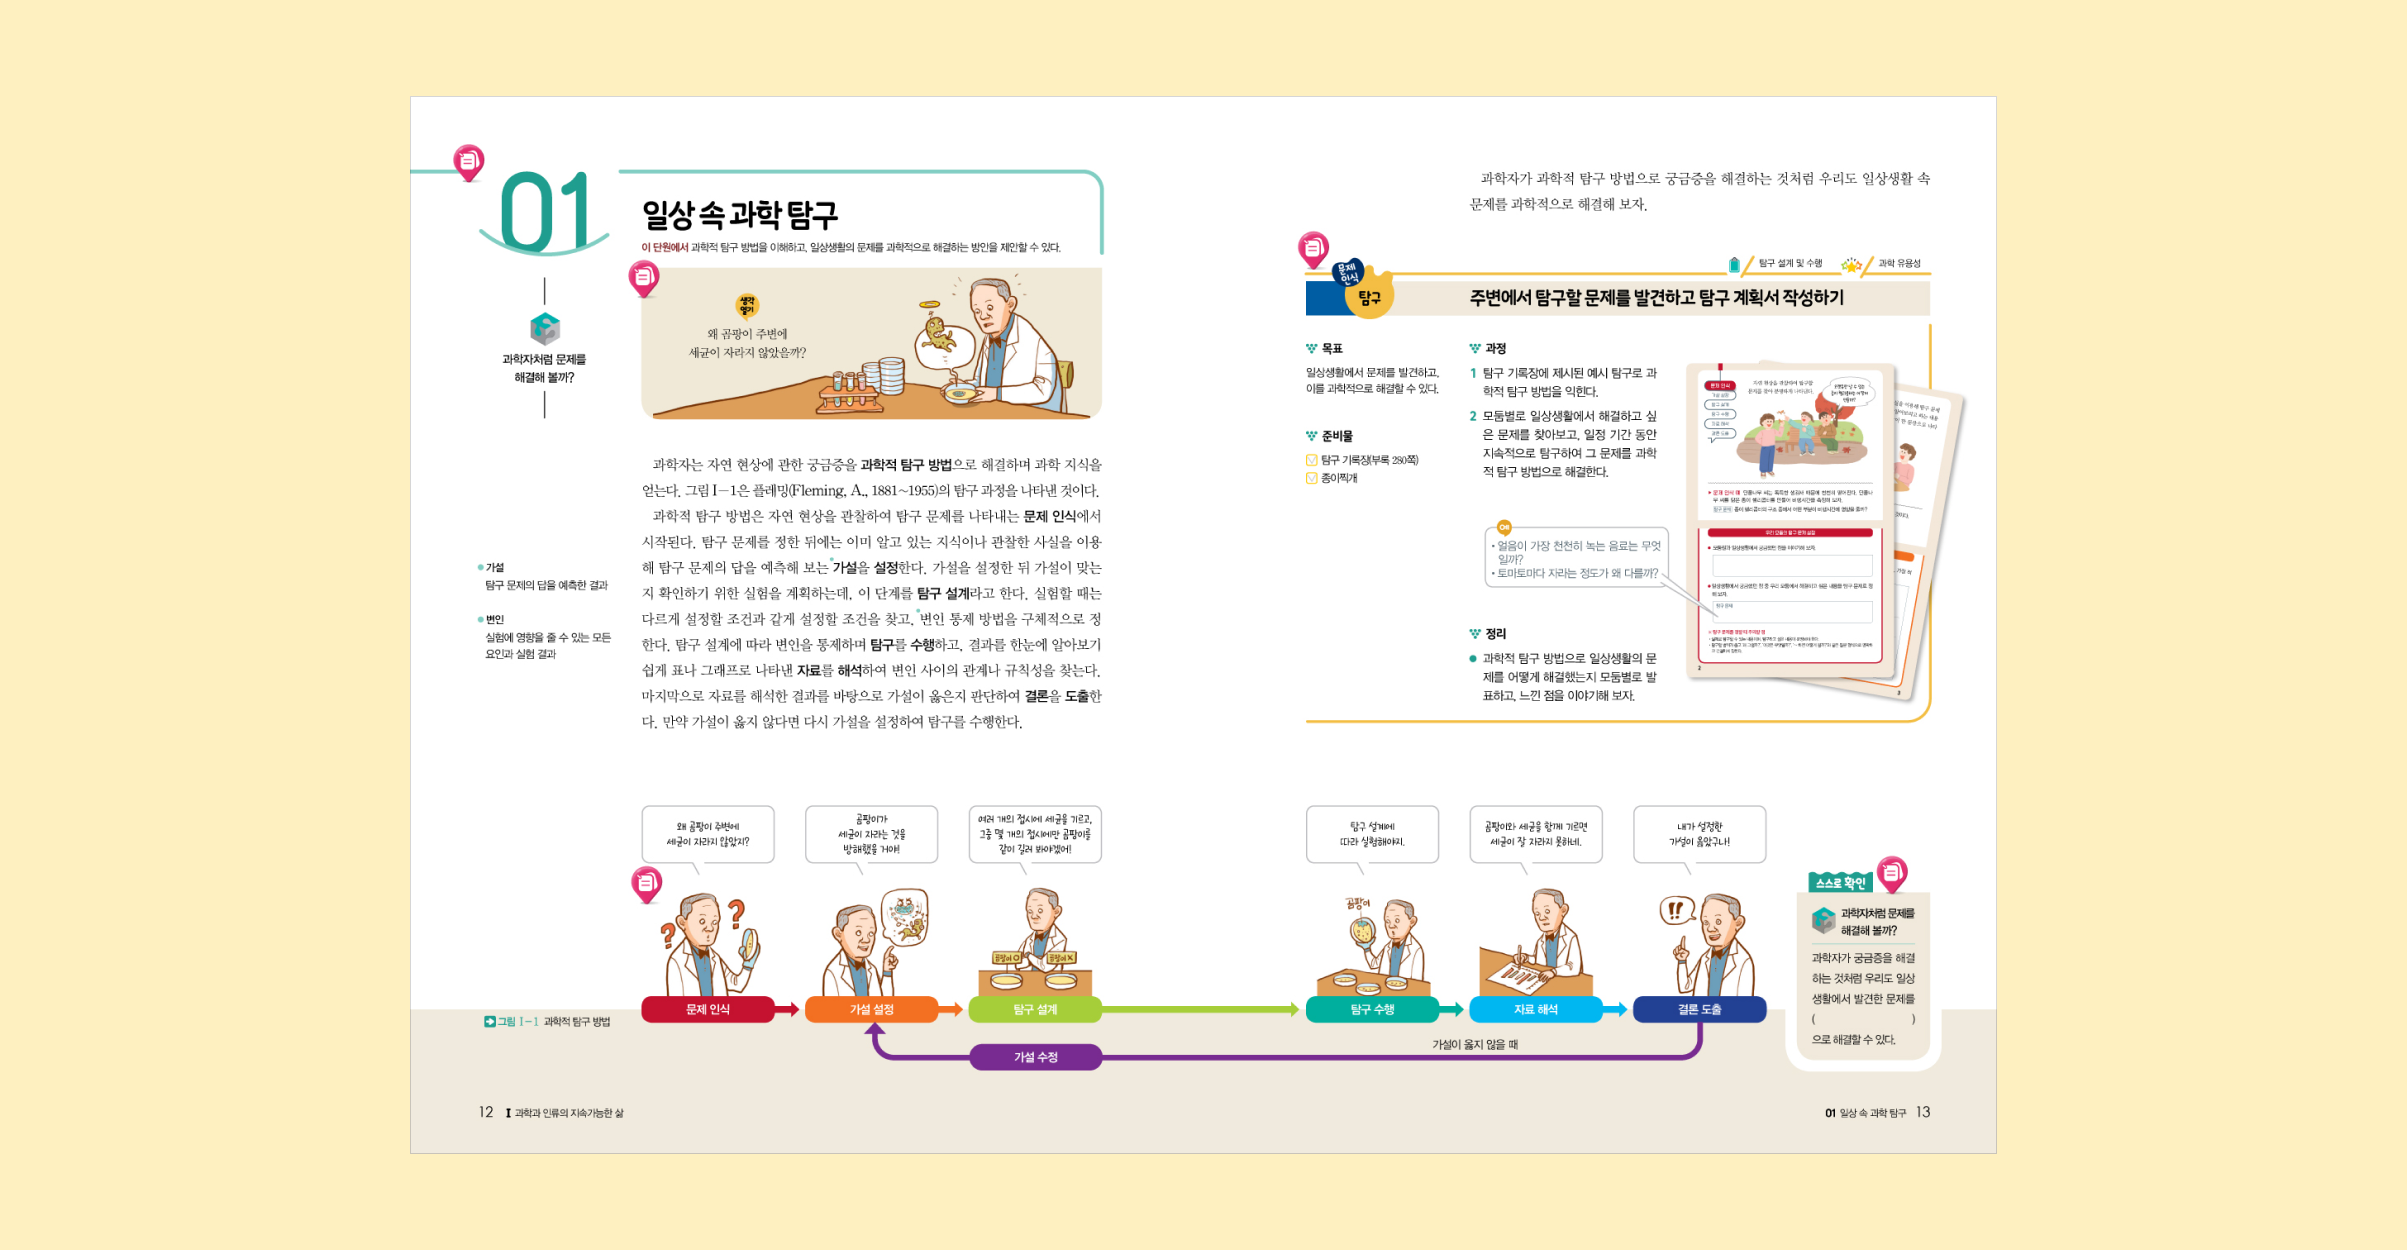 01
일상 속 과학 탐구
이 단원에서 과학적 탐구 방법을 이해하고, 일상생활의 문제를 과학적으로 해결하는 방안을 제안할 수 있다.
과학자처럼 문제를
해결해 볼까?
생각
열기
왜 곰팡이 주변에
세균이 자라지 않았을까?
과학자는 자연 현상에 관한 궁금증을 과학적 탐구 방법으로 해결하며 과학 지식을
얻는다. 그림 I-1은 플레밍(Fleming, A., 1881~1955)의 탐구 과정을 나타낸 것이다.
과학적 탐구 방법은 자연 현상을 관찰하여 탐구 문제를 나타내는 문제 인식에서
시작된다. 탐구 문제를 정한 뒤에는 이미 알고 있는 지식이나 관찰한 사실을 이용
해 탐구 문제의 답을 예측해 보는 가설을 설정한다. 가설을 설정한 뒤 가설이 맞는
지 확인하기 위한 실험을 계획하는데, 이 단계를 탐구 설계라고 한다. 실험할 때는
다르게 설정할 조건과 같게 설정할 조건을 찾고, 변인 통제 방법을 구체적으로 정
한다. 탐구 설계에 따라 변인을 통제하며 탐구를 수행하고, 결과를 한눈에 알아보기
쉽게 표나 그래프로 나타낸 자료를 해석하여 변인 사이의 관계나 규칙성을 찾는다.
마지막으로 자료를 해석한 결과를 바탕으로 가설이 옳은지 판단하여 결론을 도출한
다. 만약 가설이 옳지 않다면 다시 가설을 설정하여 탐구를 수행한다.
가설
탐구 문제의 답을 예측한 결과
변인
실험에 영향을 줄 수 있는 모든
요인과 실험 결과
과학자가 과학적 탐구 방법으로 궁금증을 해결하는 것처럼 우리도 일상생활 속
문제를 과학적으로 해결해 보자.
탐구 설계 및 수행
과학 유용성
문제
인식
탐구
주변에서 탐구할 문제를 발견하고 탐구 계획서 작성하기
목표
일상생활에서 문제를 발견하고,
이를 과학적으로 해결할 수 있다.
준비물
탐구 기록장(부록 280쪽)
종이찍개
과정
1 탐구 기록장에 제시된 예시 탐구로 과
학적 탐구 방법을 익힌다.
2 모둠별로 일상생활에서 해결하고 싶
은 문제를 찾아보고, 일정 기간 동안
지속적으로 탐구하여 그 문제를 과학
적 탐구 방법으로 해결한다.
예
• 얼음이 가장 천천히 녹는 음료는 무엇
일까?
• 토마토마다 자라는 정도가 왜 다를까?
정리
과학적 탐구 방법으로 일상생활의 문
제를 어떻게 해결했는지 모둠별로 발
표하고, 느낀 점을 이야기해 보자.
문제 인식
가설 설정
탐구 설계
탐구 수행
자료 해석
결론 도출
2
3
왜 곰팡이 주변에
세균이 자라지 않았지?
곰팡이가
세균이 자라는 것을
방해했을 거야!
여러 개의 접시에 세균을 기르고,
그중 몇 개의 접시에만 곰팡이를
같이 길러 봐야겠어!
탐구 설계에
따라 실험해야지.
곰팡이와 세균을 함께 기르면
세균이 잘 자라지 못하네.
내가 설정한
가설이 옳았구나!
곰팡이 O
곰팡이 X
곰팡이
문제 인식
가설 설정
탐구 설계
탐구 수행
자료 해석
결론 도출
가설 수정
가설이 옳지 않을 때
그림 I-1 과학적 탐구 방법
스스로 확인
과학자처럼 문제를
해결해 볼까?
과학자가 궁금증을 해결
하는 것처럼 우리도 일상
생활에서 발견한 문제를
( )
으로 해결할 수 있다.
12 I 과학과 인류의 지속가능한 삶
01 일상 속 과학 탐구 13